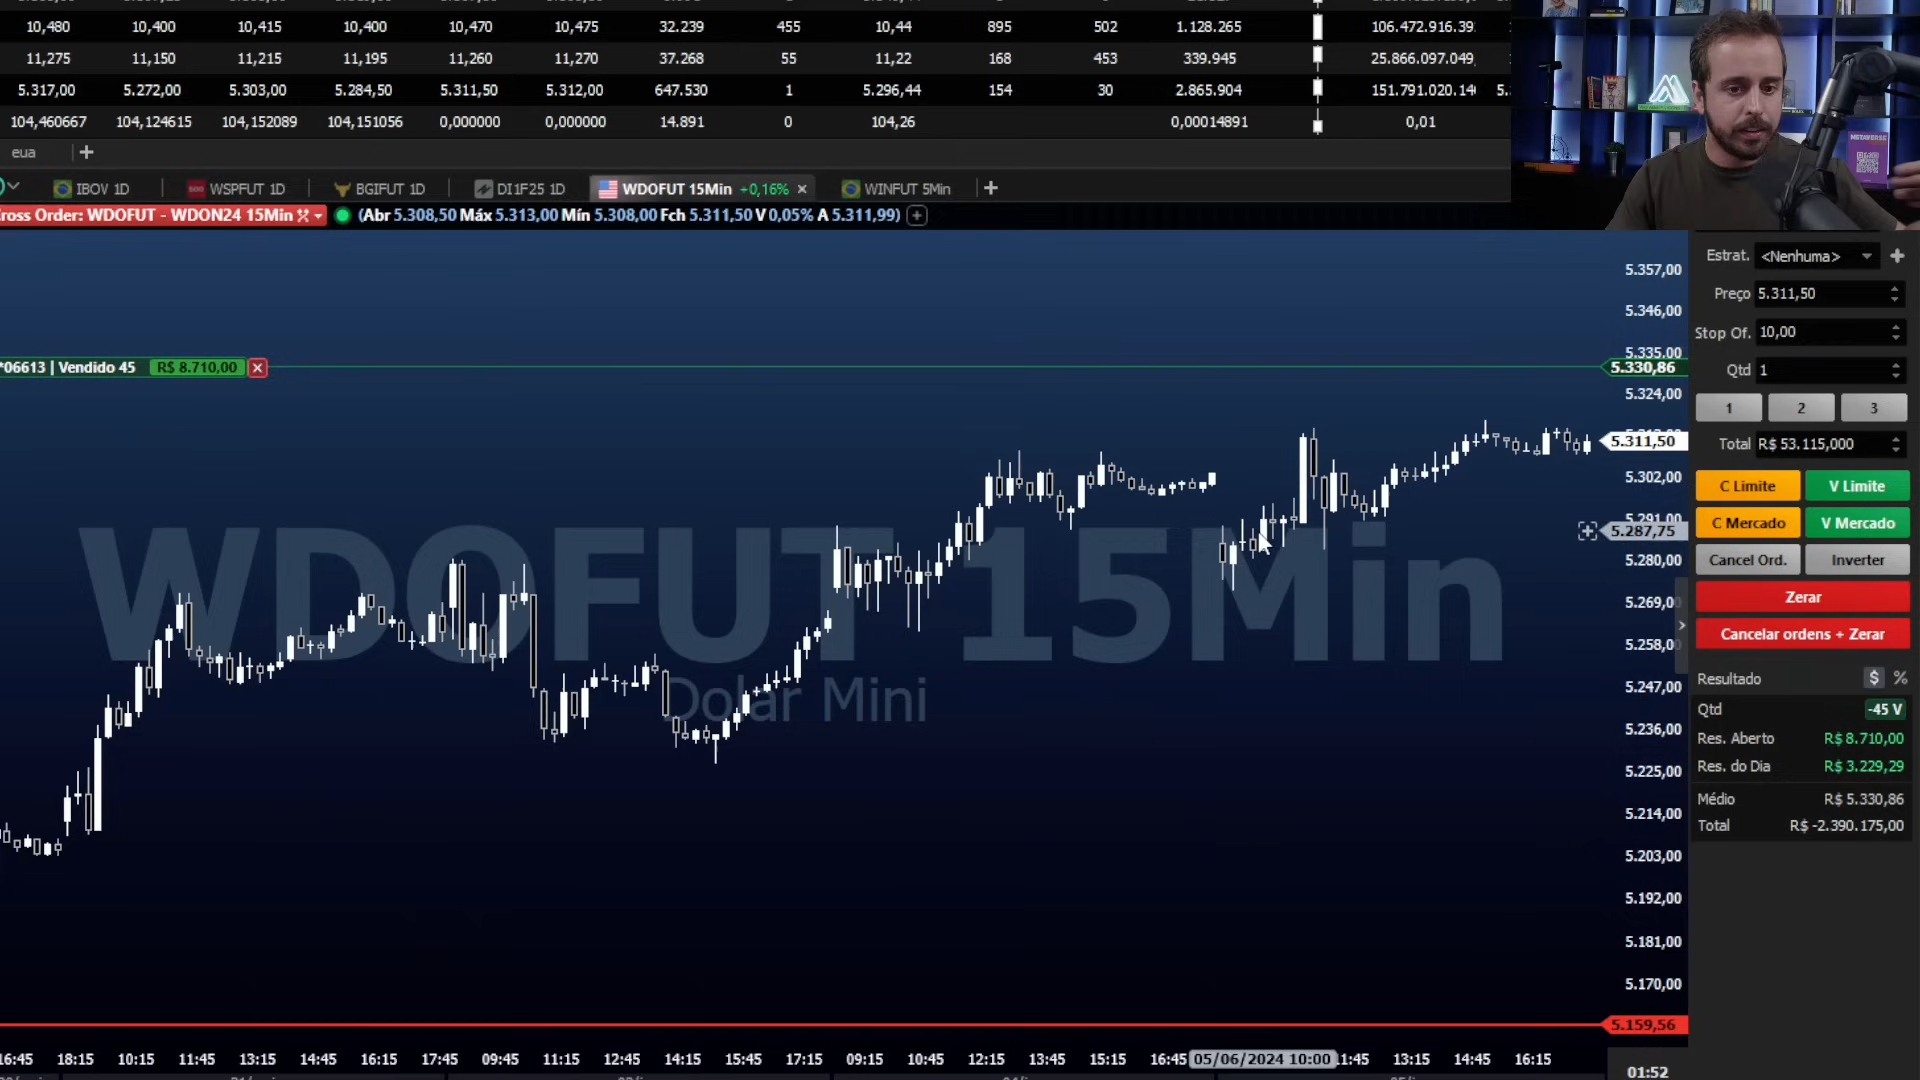 10,480 10,400 10,415 10,400 10,470 10,475 32.239 455 10,44 895 502 1.128.265 106.472.916.39
11,275 11,150 11,215 11,195 11,260 11,270 37.268 55 11,22 168 453 339.945 25.866.097.049,
5.317,00 5.272,00 5.303,00 5.284,50 5.311,50 5.312,00 647.530 1 5.296,44 154 30 2.865.904 151.791.020.14
104,460667 104,124615 104,152089 104,151056 0,000000 0,000000 14.891 0 104,26 0,00014891 0,01
eua +
IBOV 1D WSPFUT 1D BGIFUT 1D DI1F25 1D WDOFUT 15Min +0,16% × WINFUT 5Min +
ross Order: WDOFUT - WDON24 15Min (Abr 5.308,50 Máx 5.313,00 Mín 5.308,00 Fch 5.311,50 V 0,05% A 5.311,99)
METAVERSE
*06613 | Vendido 45 R$ 8.710,00
WDOFUT 15Min
Dolar Mini
5.357,00
5.346,00
5.335,00
5.330,86
5.324,00
5.311,50
5.302,00
5.291,00
5.287,75
5.280,00
5.269,0
5.258,0
5.247,00
5.236,00
5.225,00
5.214,00
5.203,00
5.192,00
5.181,00
5.170,00
5.159,56
16:45 18:15 10:15 11:45 13:15 14:45 16:15 17:45 09:45 11:15 12:45 14:15 15:45 17:15 09:15 10:45 12:15 13:45 15:15 16:45 05/06/2024 10:00 11:45 13:15 14:45 16:15
01:52
Estrat. <Nenhuma>
Preço 5.311,50
Stop Of. 10,00
Qtd 1
1 2 3
Total R$ 53.115,000
C Limite V Limite
C Mercado V Mercado
Cancel Ord. Inverter
Zerar
Cancelar ordens + Zerar
Resultado $ %
Qtd -45 V
Res. Aberto R$ 8.710,00
Res. do Dia R$ 3.229,29
Médio R$ 5.330,86
Total R$ -2.390.175,00